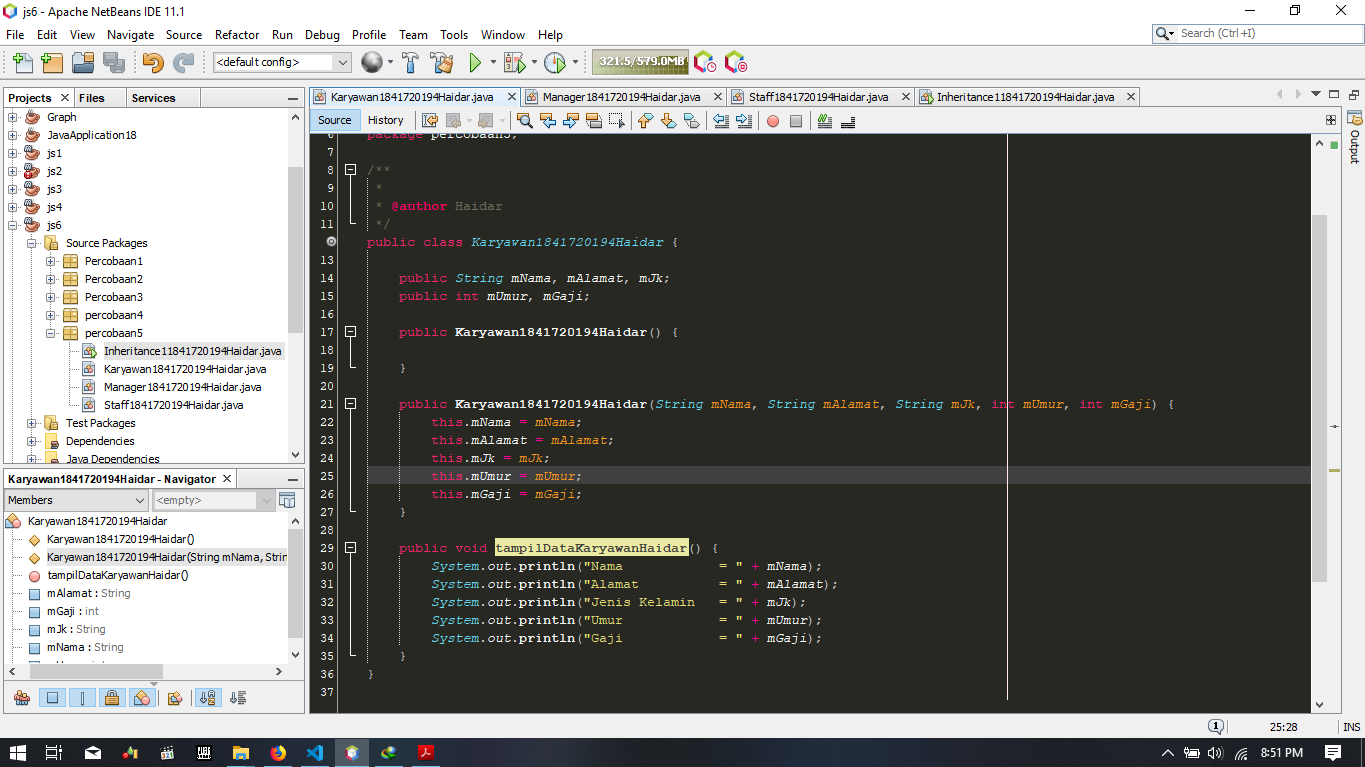 js6 - Apache NetBeans IDE 11.1
File Edit View Navigate Source Refactor Run Debug Profile Team Tools Window Help
Search (Ctrl+I)
<default config>
321.5/579.0MB
Projects Files Services
Graph
JavaApplication18
js1
js2
js3
js4
js6
Source Packages
Percobaan1
Percobaan2
Percobaan3
percobaan4
percobaan5
Inheritance11841720194Haidar.java
Karyawan1841720194Haidar.java
Manager1841720194Haidar.java
Staff1841720194Haidar.java
Test Packages
Dependencies
Java Dependencies
Karyawan1841720194Haidar - Navigator
Members <empty>
Karyawan1841720194Haidar
Karyawan1841720194Haidar()
Karyawan1841720194Haidar(String mNama, Strin
tampilDataKaryawanHaidar()
mAlamat : String
mGaji : int
mJk : String
mNama : String
Karyawan1841720194Haidar.java Manager1841720194Haidar.java Staff1841720194Haidar.java Inheritance11841720194Haidar.java
Source History
6 package percobaan5;
7
8 /**
9 *
10 * @author Haidar
11 */
public class Karyawan1841720194Haidar {
13
14 public String mNama, mAlamat, mJk;
15 public int mUmur, mGaji;
16
17 public Karyawan1841720194Haidar() {
18
19 }
20
21 public Karyawan1841720194Haidar(String mNama, String mAlamat, String mJk, int mUmur, int mGaji) {
22 this.mNama = mNama;
23 this.mAlamat = mAlamat;
24 this.mJk = mJk;
25 this.mUmur = mUmur;
26 this.mGaji = mGaji;
27 }
28
29 public void tampilDataKaryawanHaidar() {
30 System.out.println("Nama = " + mNama);
31 System.out.println("Alamat = " + mAlamat);
32 System.out.println("Jenis Kelamin = " + mJk);
33 System.out.println("Umur = " + mUmur);
34 System.out.println("Gaji = " + mGaji);
35 }
36 }
37
Output
1 25:28 INS
8:51 PM